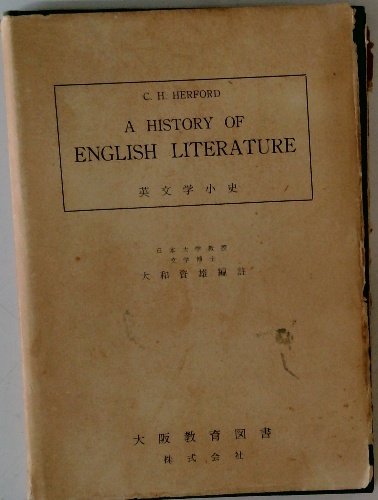 C. H. HERFORD
A HISTORY OF
ENGLISH LITERATURE
英文学小史
日本大学教授
文学博士
大和資雄編註
大阪教育図書
株式会社